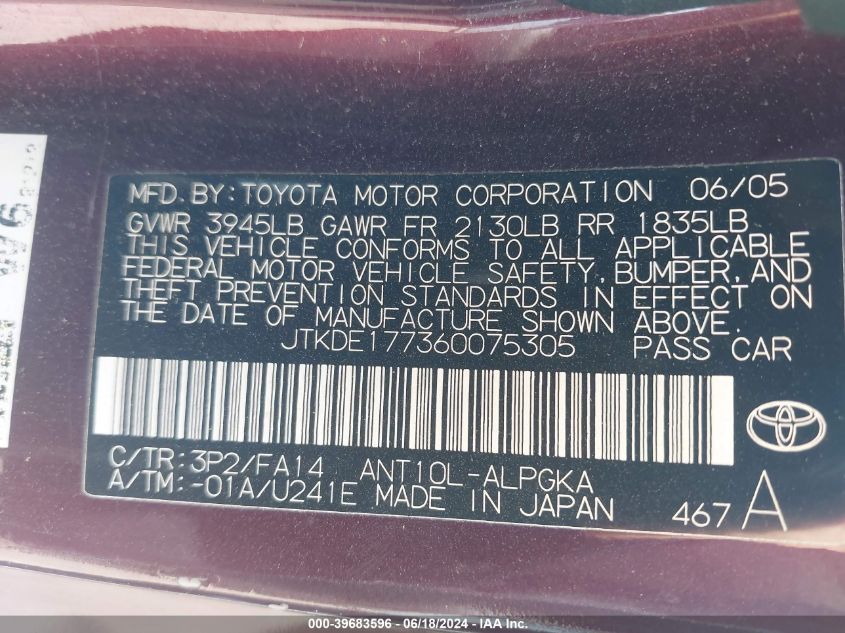 MFD. BY: TOYOTA MOTOR CORPORATION 06/05
GVWR 3945LB GAWR FR 2130LB RR 1835LB
THIS VEHICLE CONFORMS TO ALL APPLICABLE
FEDERAL MOTOR VEHICLE SAFETY, BUMPER, AND
THEFT PREVENTION STANDARDS IN EFFECT ON
THE DATE OF MANUFACTURE SHOWN ABOVE.
JTKDE177360075305 PASS CAR
C/TR: 3P2/FA14 ANT10L-ALPGKA
A/TM: -01A/U241E MADE IN JAPAN
467 A
000-39683596 - 06/18/2024 - IAA Inc.